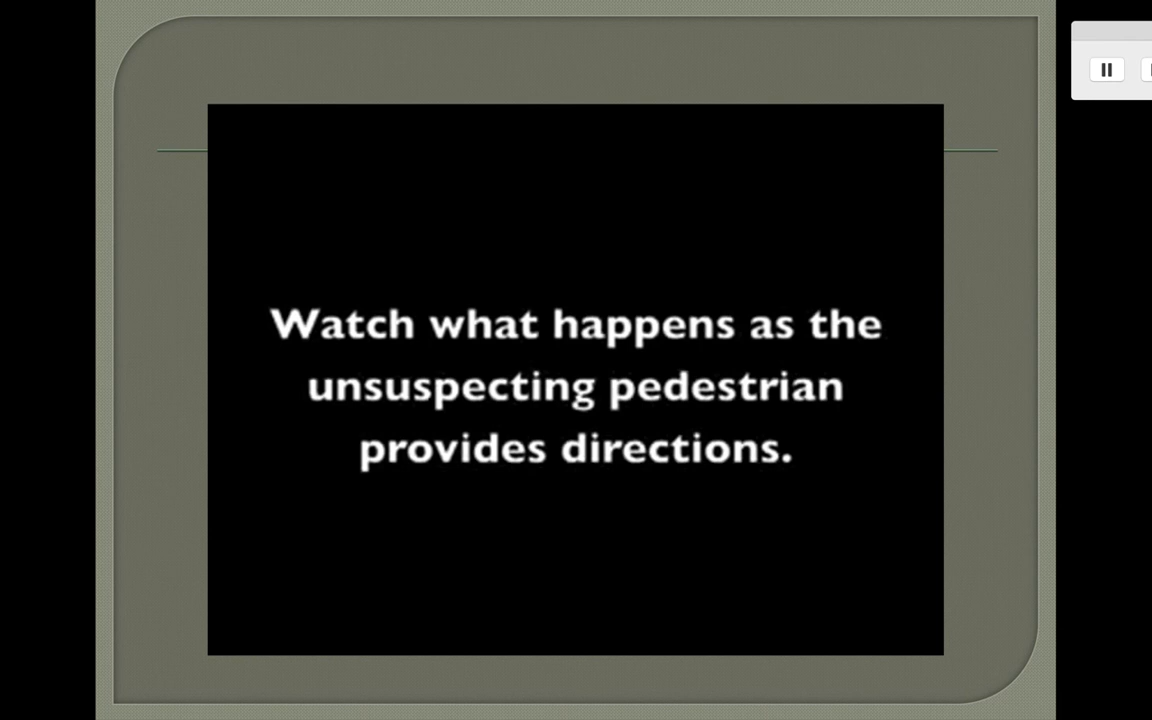 Watch what happens as the
unsuspecting pedestrian
provides directions.